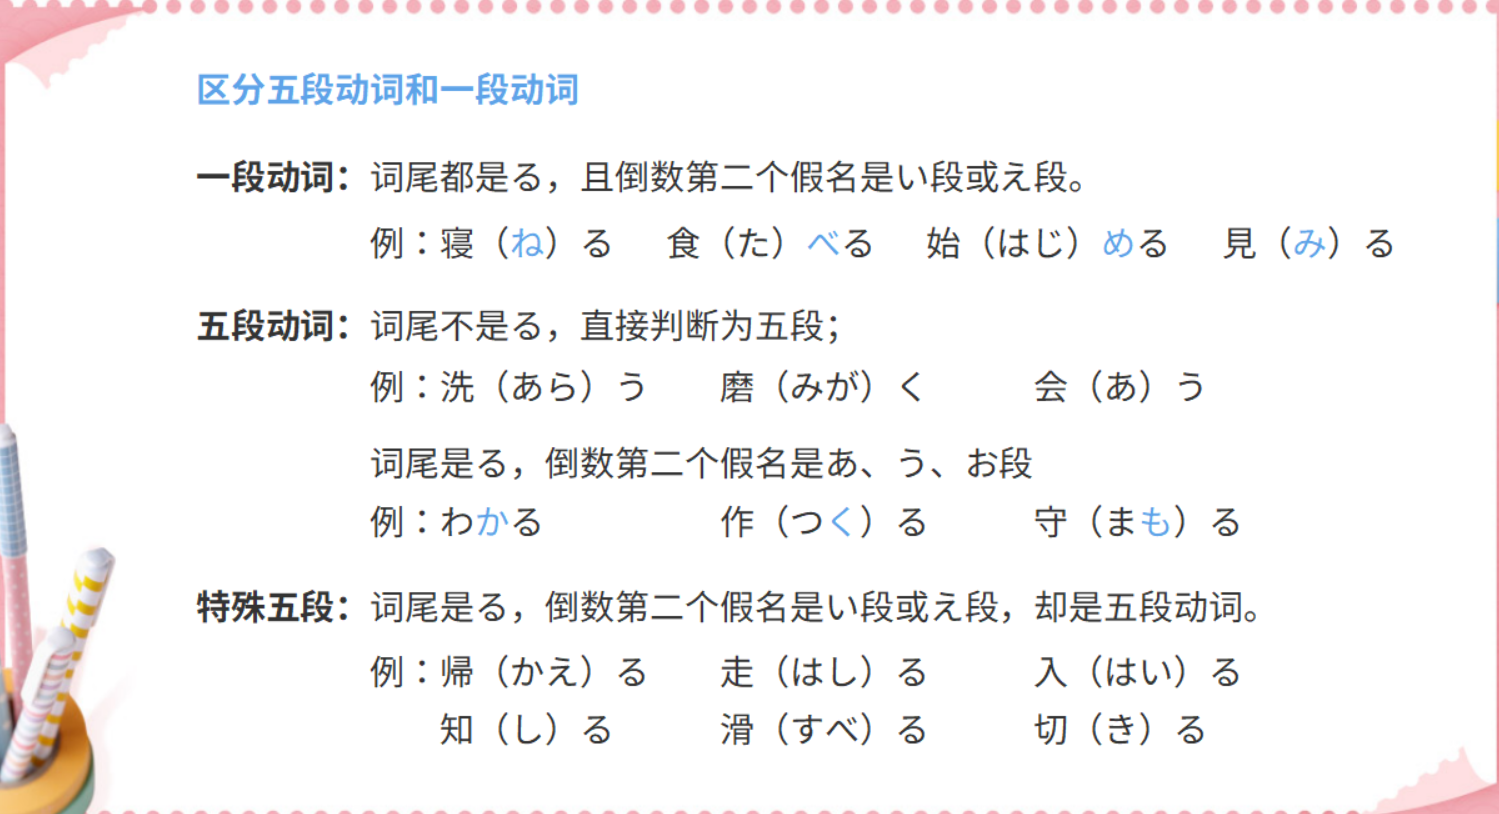 区分五段动词和一段动词
一段动词：词尾都是る，且倒数第二个假名是い段或え段。
例：寝（ね）る 食（た）べる 始（はじ）める 見（み）る
五段动词：词尾不是る，直接判断为五段；
例：洗（あら）う 磨（みが）く 会（あ）う
词尾是る，倒数第二个假名是あ、う、お段
例：わかる 作（つく）る 守（まも）る
特殊五段：词尾是る，倒数第二个假名是い段或え段，却是五段动词。
例：帰（かえ）る 走（はし）る 入（はい）る
知（し）る 滑（すべ）る 切（き）る